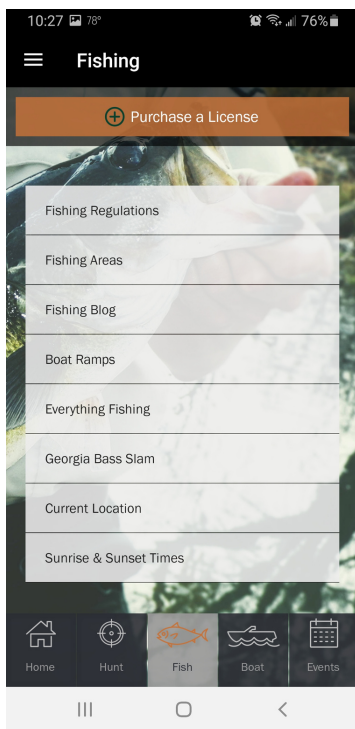 10:27 78° 76%
Fishing
Purchase a License
Fishing Regulations
Fishing Areas
Fishing Blog
Boat Ramps
Everything Fishing
Georgia Bass Slam
Current Location
Sunrise & Sunset Times
Home Hunt Fish Boat Events